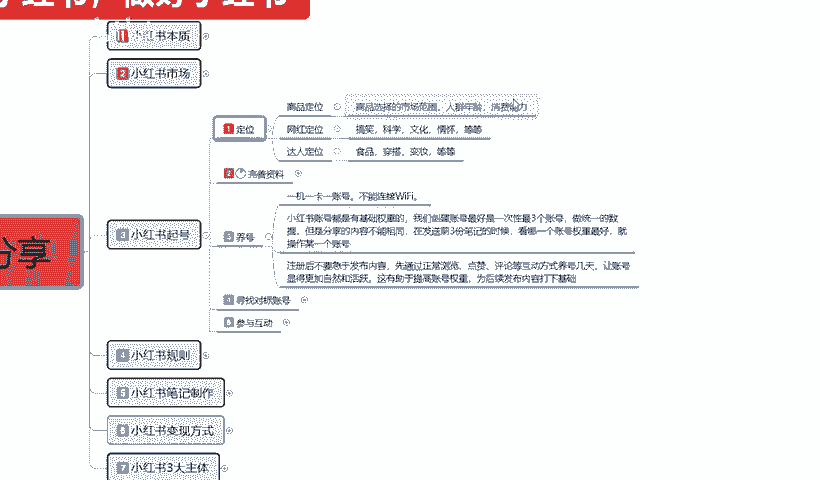 小红书，做好小红书
分享
1 小红书本质
2 小红书市场
3 小红书起号
1 定位
商品定位
商品选择的市场范围，人群年龄，消费能力
网红定位
搞笑，科学，文化，情怀，等等
达人定位
食品，穿搭，变妆，等等
2 完善资料
3 养号
一机一卡一账号。不能连接WiFi。
小红书账号都是有基础权重的，我们创建账号最好是一次性最3个账号，做统一的数
据，但是分享的内容不能相同，在发送前3份笔记的时候，看哪一个账号权重最好，就
操作某一个账号
注册后不要急于发布内容，先通过正常浏览、点赞、评论等互动方式养号几天，让账号
显得更加自然和活跃。这有助于提高账号权重，为后续发布内容打下基础
4 寻找对标账号
5 参与互动
4 小红书规则
5 小红书笔记制作
6 小红书变现方式
7 小红书3大主体